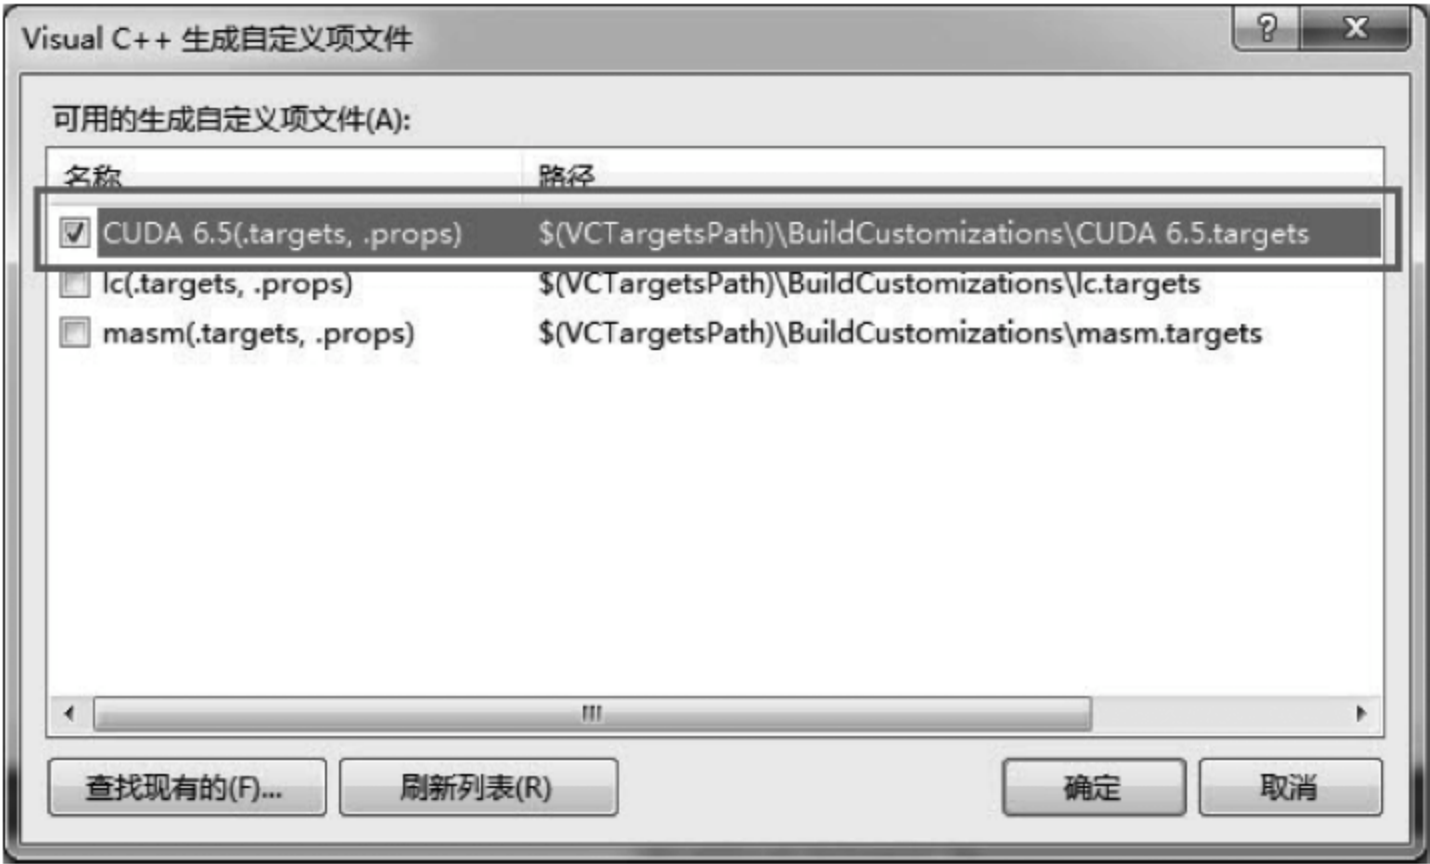 Visual C++ 生成自定义项文件
可用的生成自定义项文件(A):
名称 路径
CUDA 6.5(.targets, .props) $(VCTargetsPath)\BuildCustomizations\CUDA 6.5.targets
lc(.targets, .props) $(VCTargetsPath)\BuildCustomizations\lc.targets
masm(.targets, .props) $(VCTargetsPath)\BuildCustomizations\masm.targets
查找现有的(F)... 刷新列表(R) 确定 取消